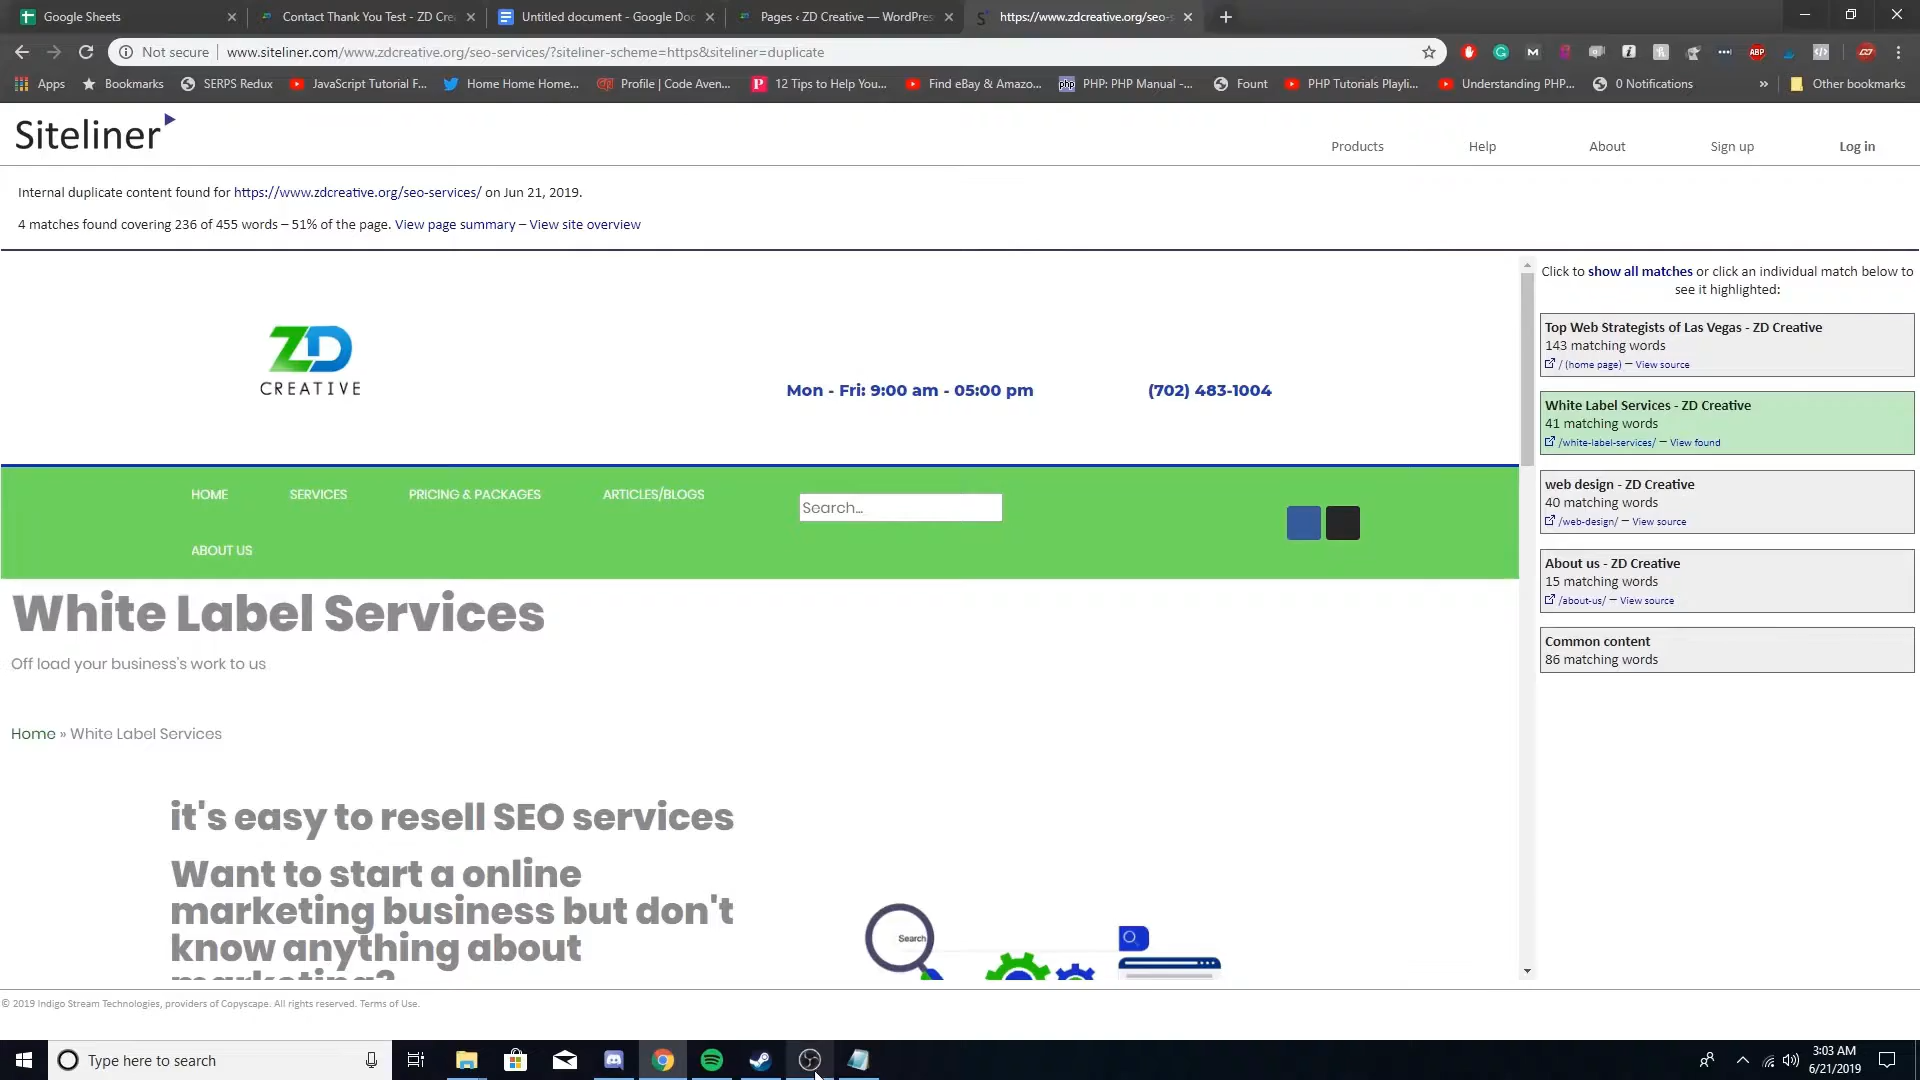 Google Sheets
Contact Thank You Test - ZD Cre
Untitled document - Google Doc
Pages ‹ ZD Creative — WordPres
https://www.zdcreative.org/seo-s
Not secure
www.siteliner.com/www.zdcreative.org/seo-services/?siteliner-scheme=https&siteliner=duplicate
Apps
Bookmarks
SERPS Redux
JavaScript Tutorial F...
Home Home Home...
Profile | Code Aven...
12 Tips to Help You...
Find eBay & Amazo...
PHP: PHP Manual -...
Fount
PHP Tutorials Playli...
Understanding PHP...
0 Notifications
»
Other bookmarks
Siteliner
Products
Help
About
Sign up
Log in
Internal duplicate content found for https://www.zdcreative.org/seo-services/ on Jun 21, 2019.
4 matches found covering 236 of 455 words – 51% of the page. View page summary – View site overview
ZD
CREATIVE
Mon - Fri: 9:00 am - 05:00 pm
(702) 483-1004
HOME
SERVICES
PRICING & PACKAGES
ARTICLES/BLOGS
Search...
ABOUT US
White Label Services
Off load your business's work to us
Home » White Label Services
it's easy to resell SEO services
Want to start a online
marketing business but don't
know anything about
marketing?
Search
Click to show all matches or click an individual match below to
see it highlighted:
Top Web Strategists of Las Vegas - ZD Creative
143 matching words
/ (home page) — View source
White Label Services - ZD Creative
41 matching words
/white-label-services/ — View found
web design - ZD Creative
40 matching words
/web-design/ — View source
About us - ZD Creative
15 matching words
/about-us/ — View source
Common content
86 matching words
© 2019 Indigo Stream Technologies, providers of Copyscape. All rights reserved. Terms of Use.
Type here to search
3:03 AM
6/21/2019